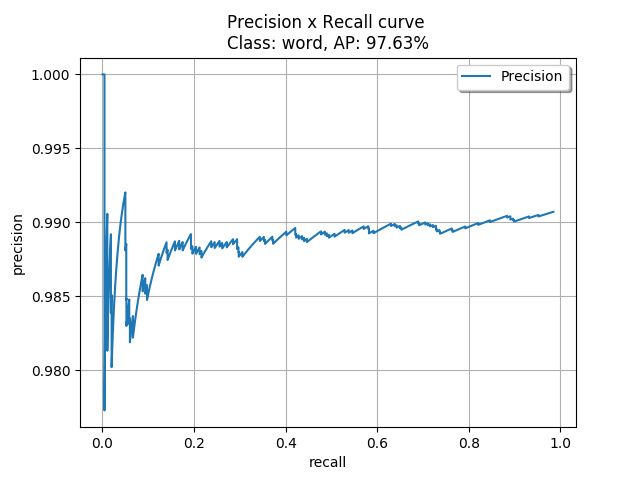 Precision x Recall curve
Class: word, AP: 97.63%
Precision
1.000
0.995
0.990
0.985
0.980
precision
0.0 0.2 0.4 0.6 0.8 1.0
recall